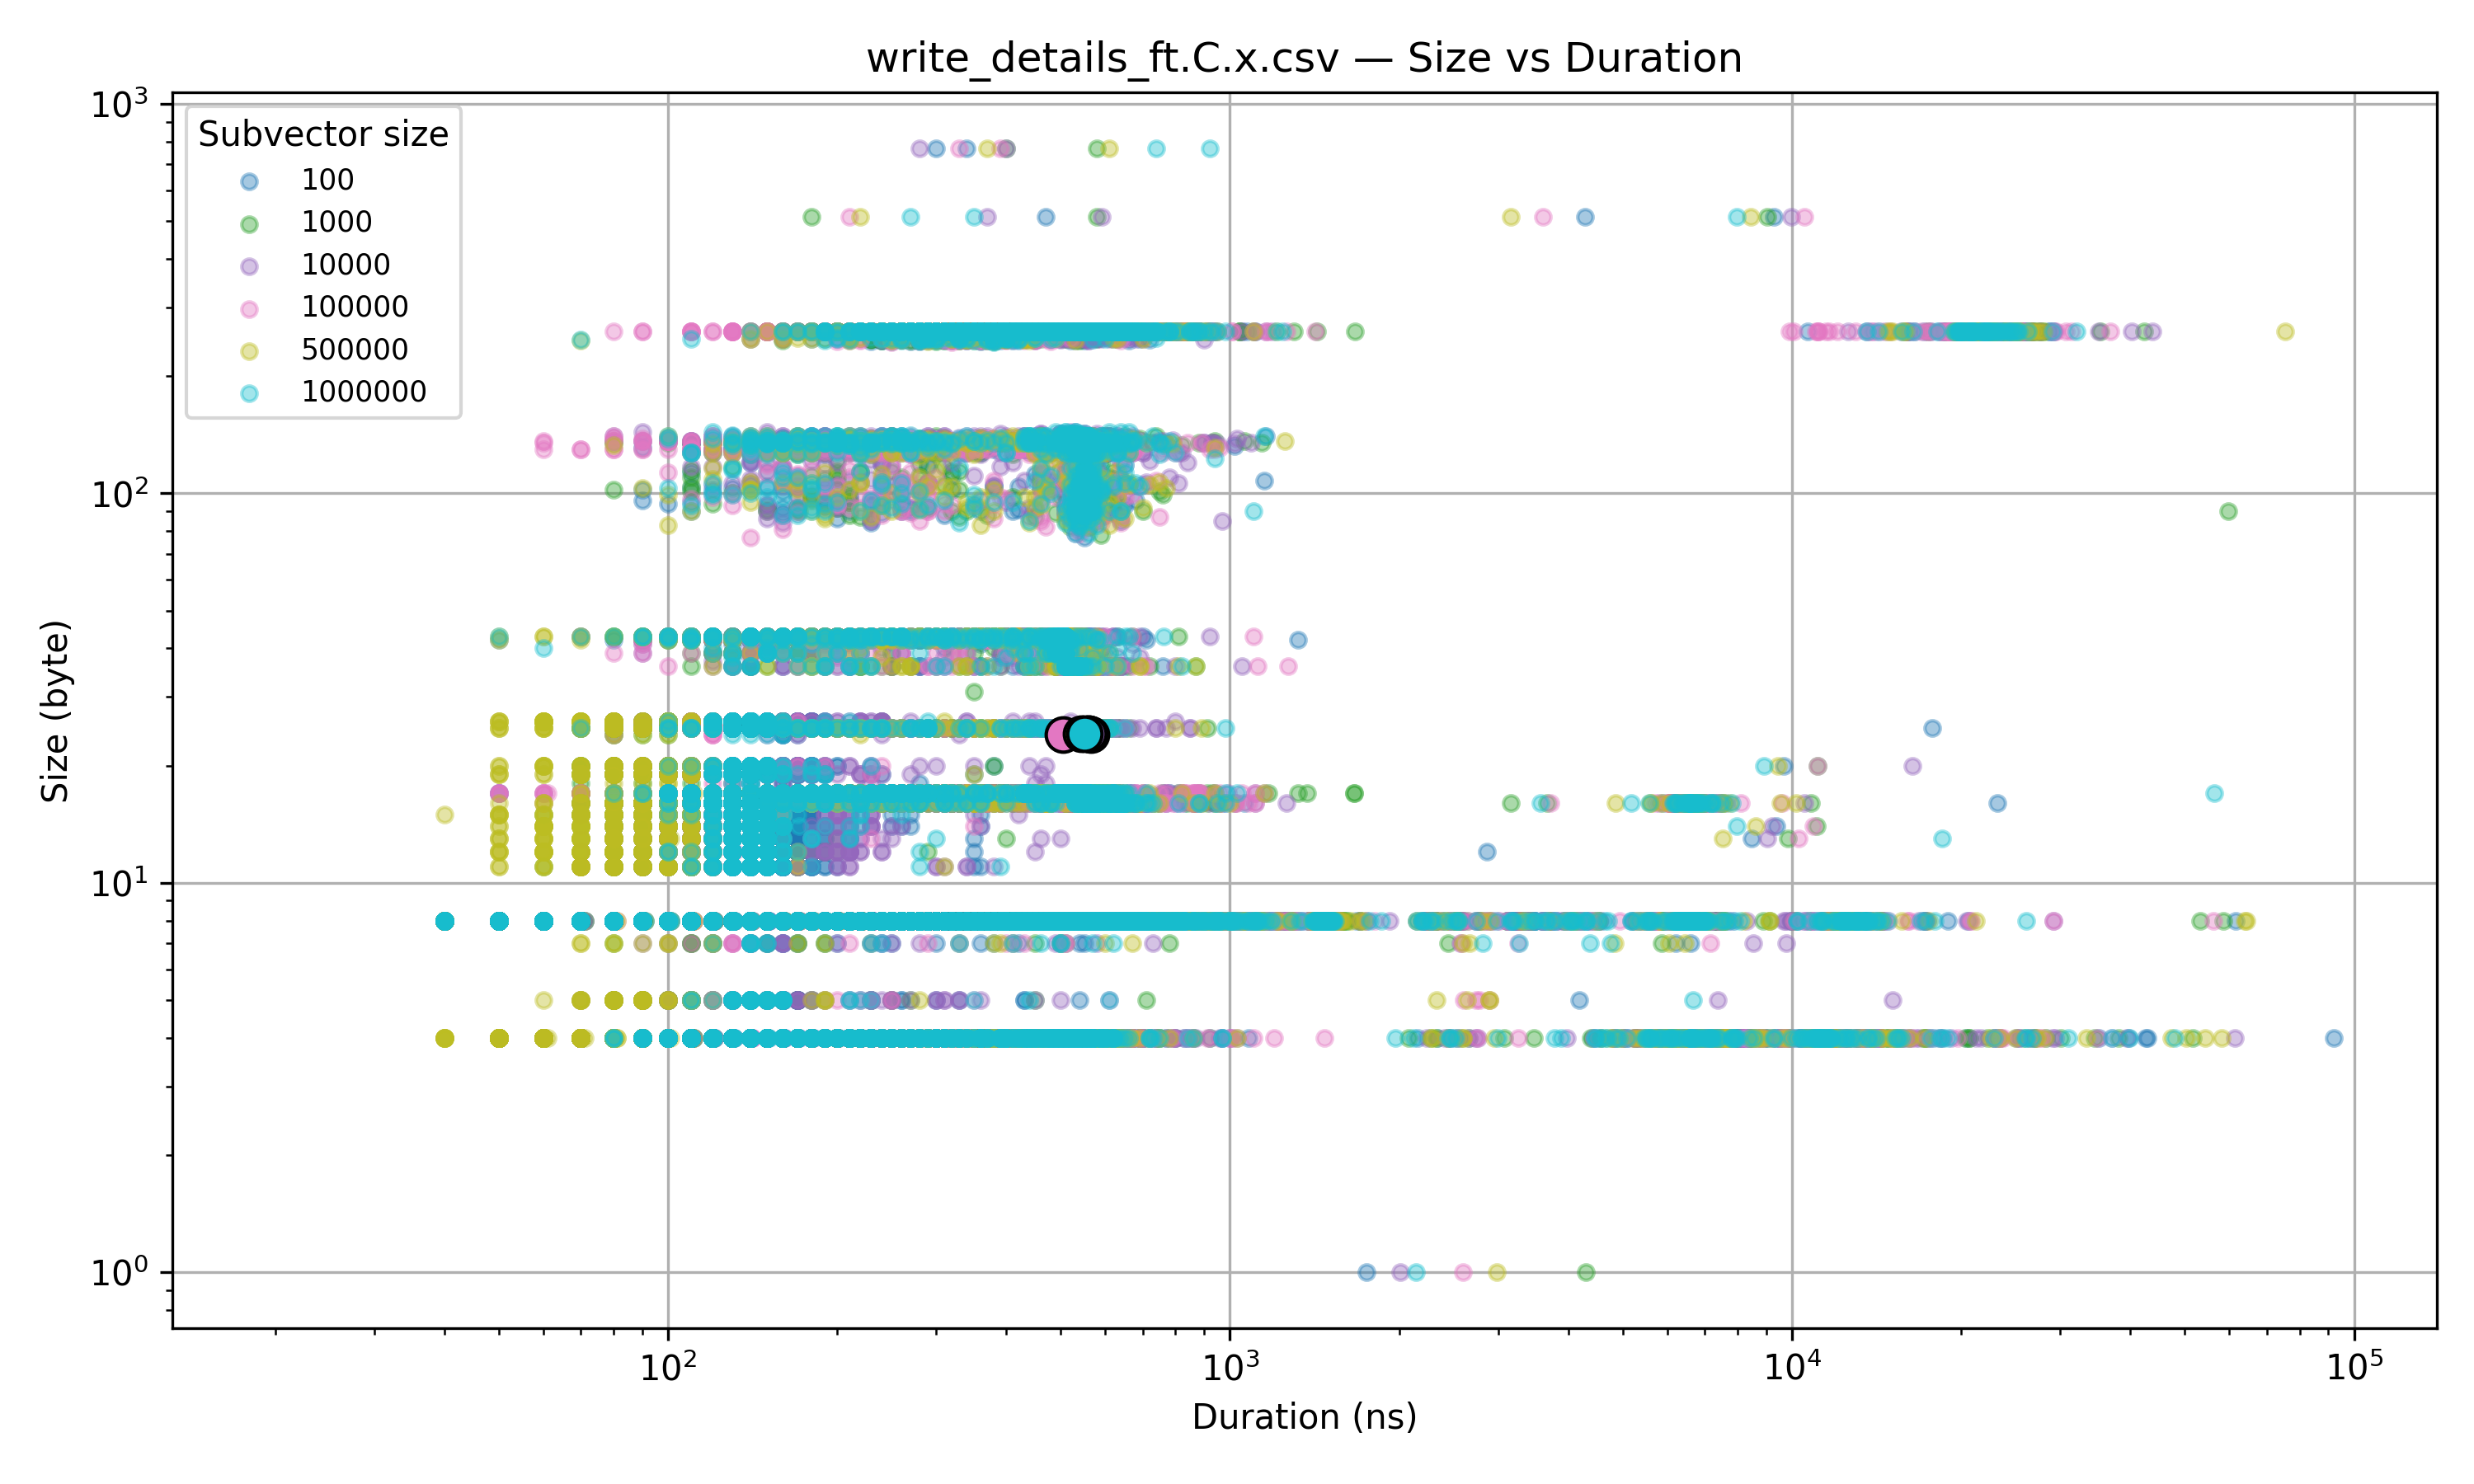 write_details_ft.C.x.csv — Size vs Duration
Subvector size
100
1000
10000
100000
500000
1000000
10³
10²
10¹
10⁰
Size (byte)
10² 10³ 10⁴ 10⁵
Duration (ns)